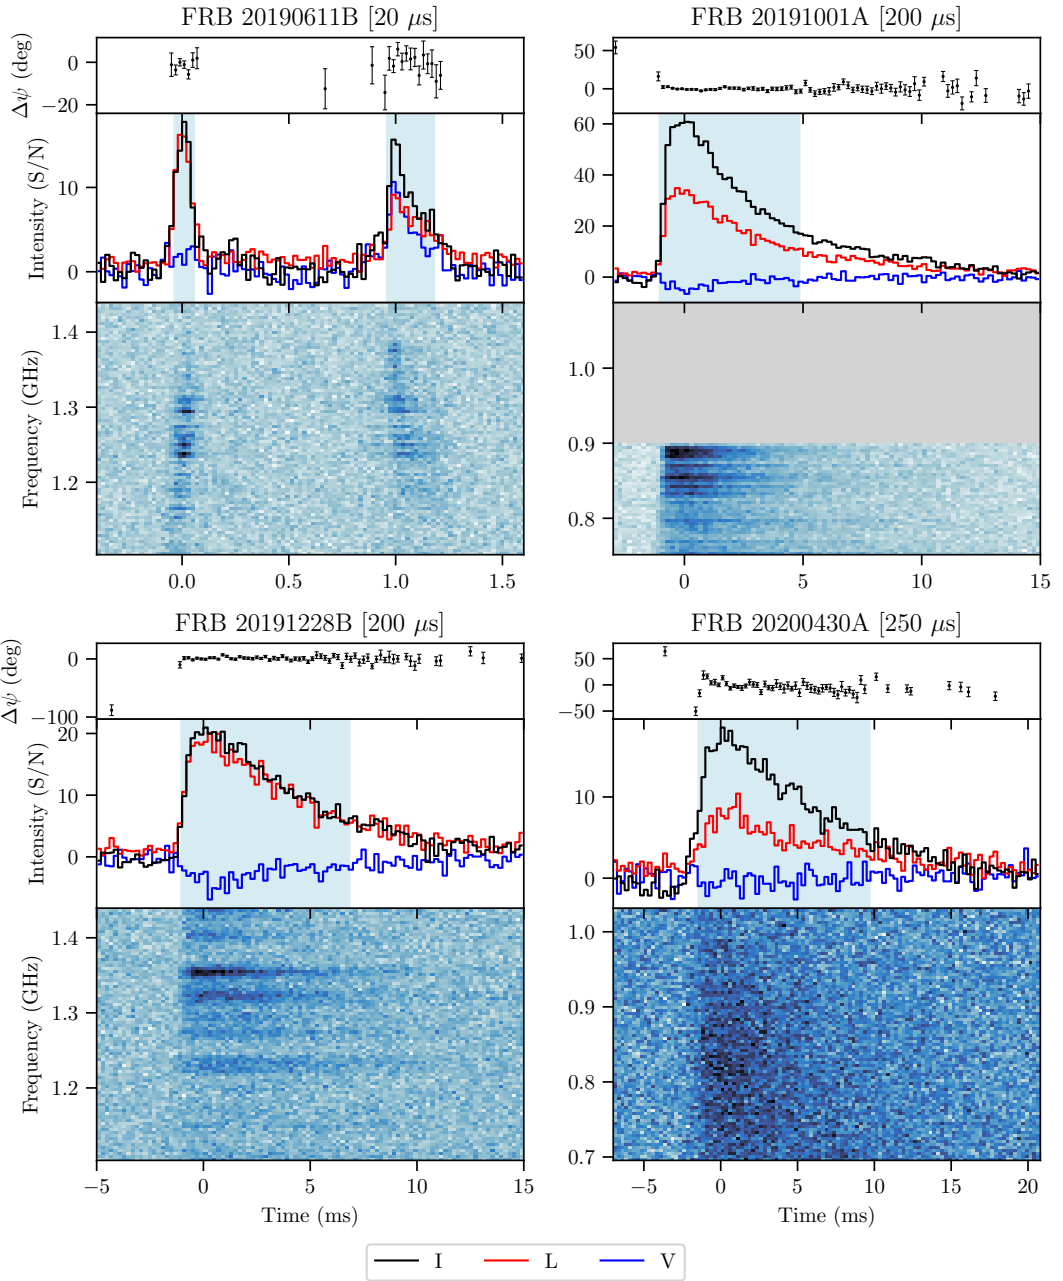 FRB 20190611B [20 μs]
Δψ (deg)
0
−20
Intensity (S/N)
10
0
Frequency (GHz)
1.4
1.3
1.2
0.0 0.5 1.0 1.5
FRB 20191001A [200 μs]
50
0
60
40
20
0
1.0
0.9
0.8
0 5 10 15
FRB 20191228B [200 μs]
Δψ (deg)
0
−100
Intensity (S/N)
20
10
0
Frequency (GHz)
1.4
1.3
1.2
−5 0 5 10 15
Time (ms)
FRB 20200430A [250 μs]
50
0
−50
10
0
1.0
0.9
0.8
0.7
−5 0 5 10 15 20
Time (ms)
I L V